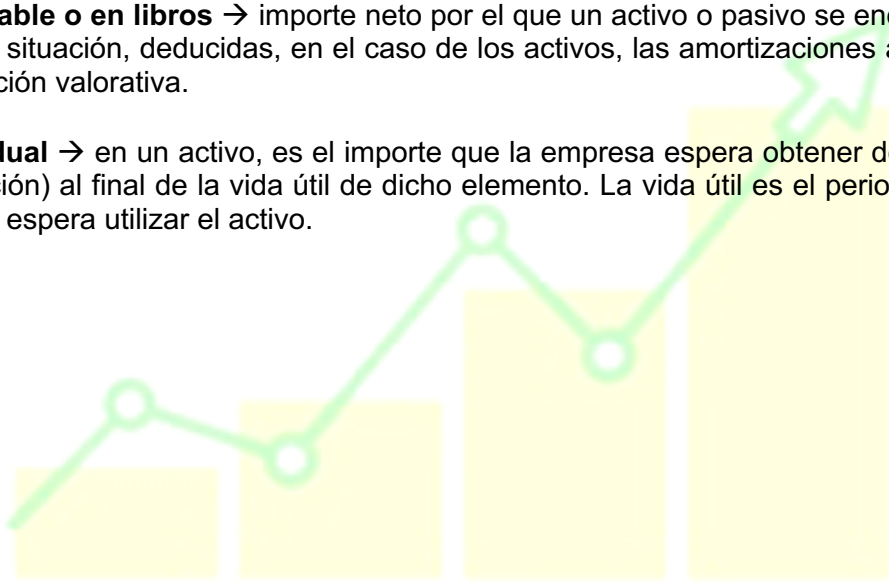 able o en libros → importe neto por el que un activo o pasivo se en
situación, deducidas, en el caso de los activos, las amortizaciones
ción valorativa.
dual → en un activo, es el importe que la empresa espera obtener d
ción) al final de la vida útil de dicho elemento. La vida útil es el perio
espera utilizar el activo.